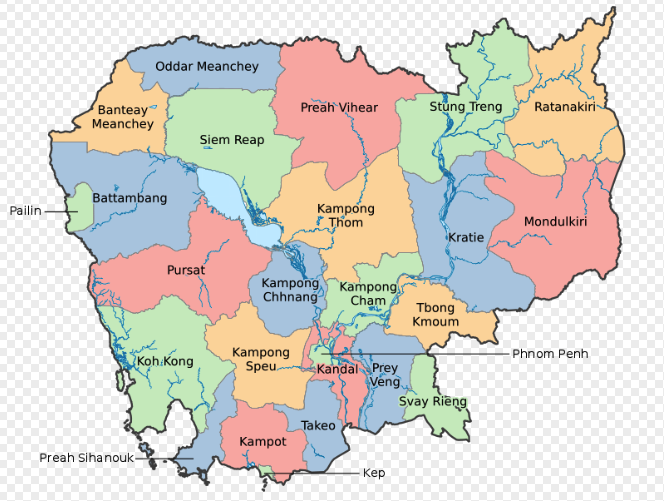 Oddar Meanchey
Banteay
Meanchey
Siem Reap
Preah Vihear
Stung Treng
Ratanakiri
Pailin
Battambang
Kampong
Thom
Kratie
Mondulkiri
Pursat
Kampong
Chhnang
Kampong
Cham
Tbong
Kmoum
Koh Kong
Kampong
Speu
Kandal
Prey
Veng
Phnom Penh
Svay Rieng
Takeo
Kampot
Preah Sihanouk
Kep